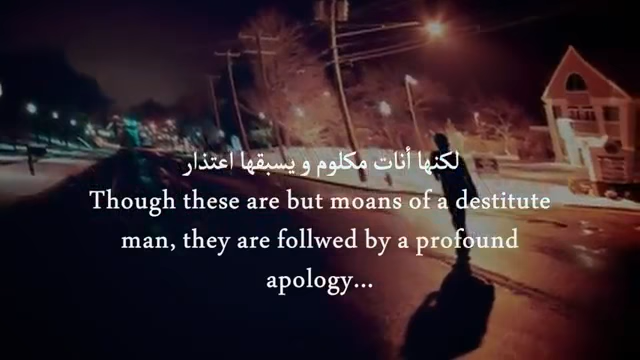 لكنها أنات مكلوم و يسبقها اعتذار
Though these are but moans of a destitute
man, they are follwed by a profound
apology...